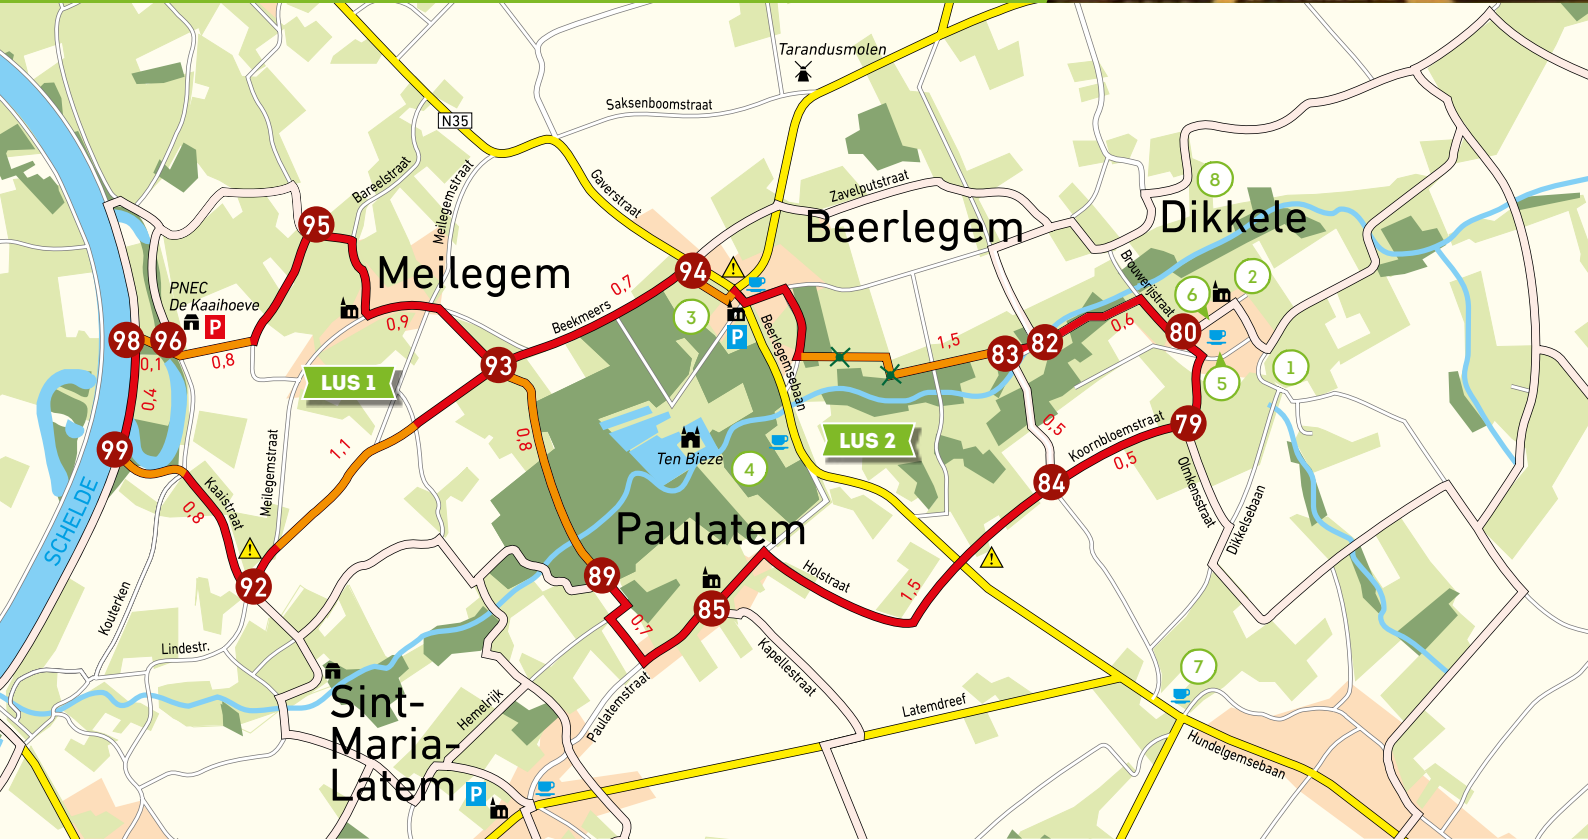 Tarandusmolen
Saksenboomstraat
N35
Bareelstraat
Meilegemstraat
Gaverstraat
Zavelputstraat
8
Beerlegem
Dikkele
95
PNEC
De Kaaihoeve
P
Meilegem
94
0,7
Beekmeers
3
P
Beerlegemsebaan
Brouwerijstraat
6
2
98
96
0,1
0,8
0,9
93
1,5
83
82
0,6
80
5
1
LUS 1
0,4
99
1,1
0,8
Ten Bieze
4
LUS 2
0,5
Koornbloemstraat
79
0,5
84
SCHELDE
Kaaistraat
0,8
Meilegemstraat
Olmkensstraat
Dikkelsebaan
Paulatem
92
89
85
0,7
Holstraat
1,5
Kouterken
Lindestr.
Kapellestraat
Paulatemstraat
Hemelrijk
Latemdreef
7
Hundelgemsebaan
Sint-
Maria-
Latem
P